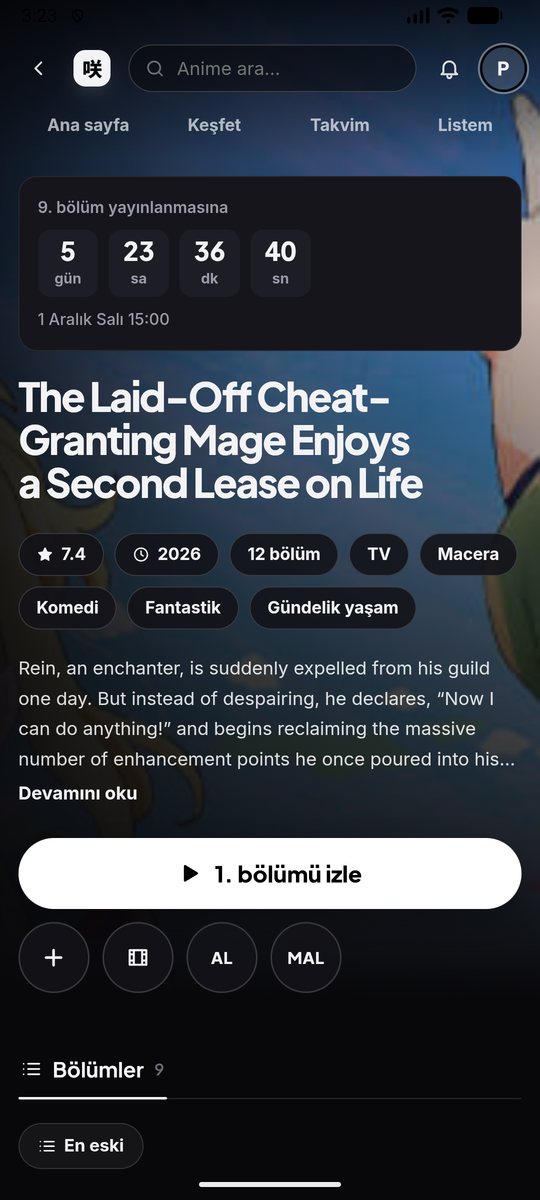 3:23
咲
Anime ara...
P
Ana sayfa
Keşfet
Takvim
Listem
9. bölüm yayınlanmasına
5 23 36 40
gün sa dk sn
1 Aralık Salı 15:00
The Laid-Off Cheat-
Granting Mage Enjoys
a Second Lease on Life
7.4
2026
12 bölüm
TV
Macera
Komedi
Fantastik
Gündelik yaşam
Rein, an enchanter, is suddenly expelled from his guild
one day. But instead of despairing, he declares, “Now I
can do anything!” and begins reclaiming the massive
number of enhancement points he once poured into his...
Devamını oku
1. bölümü izle
AL
MAL
Bölümler 9
En eski